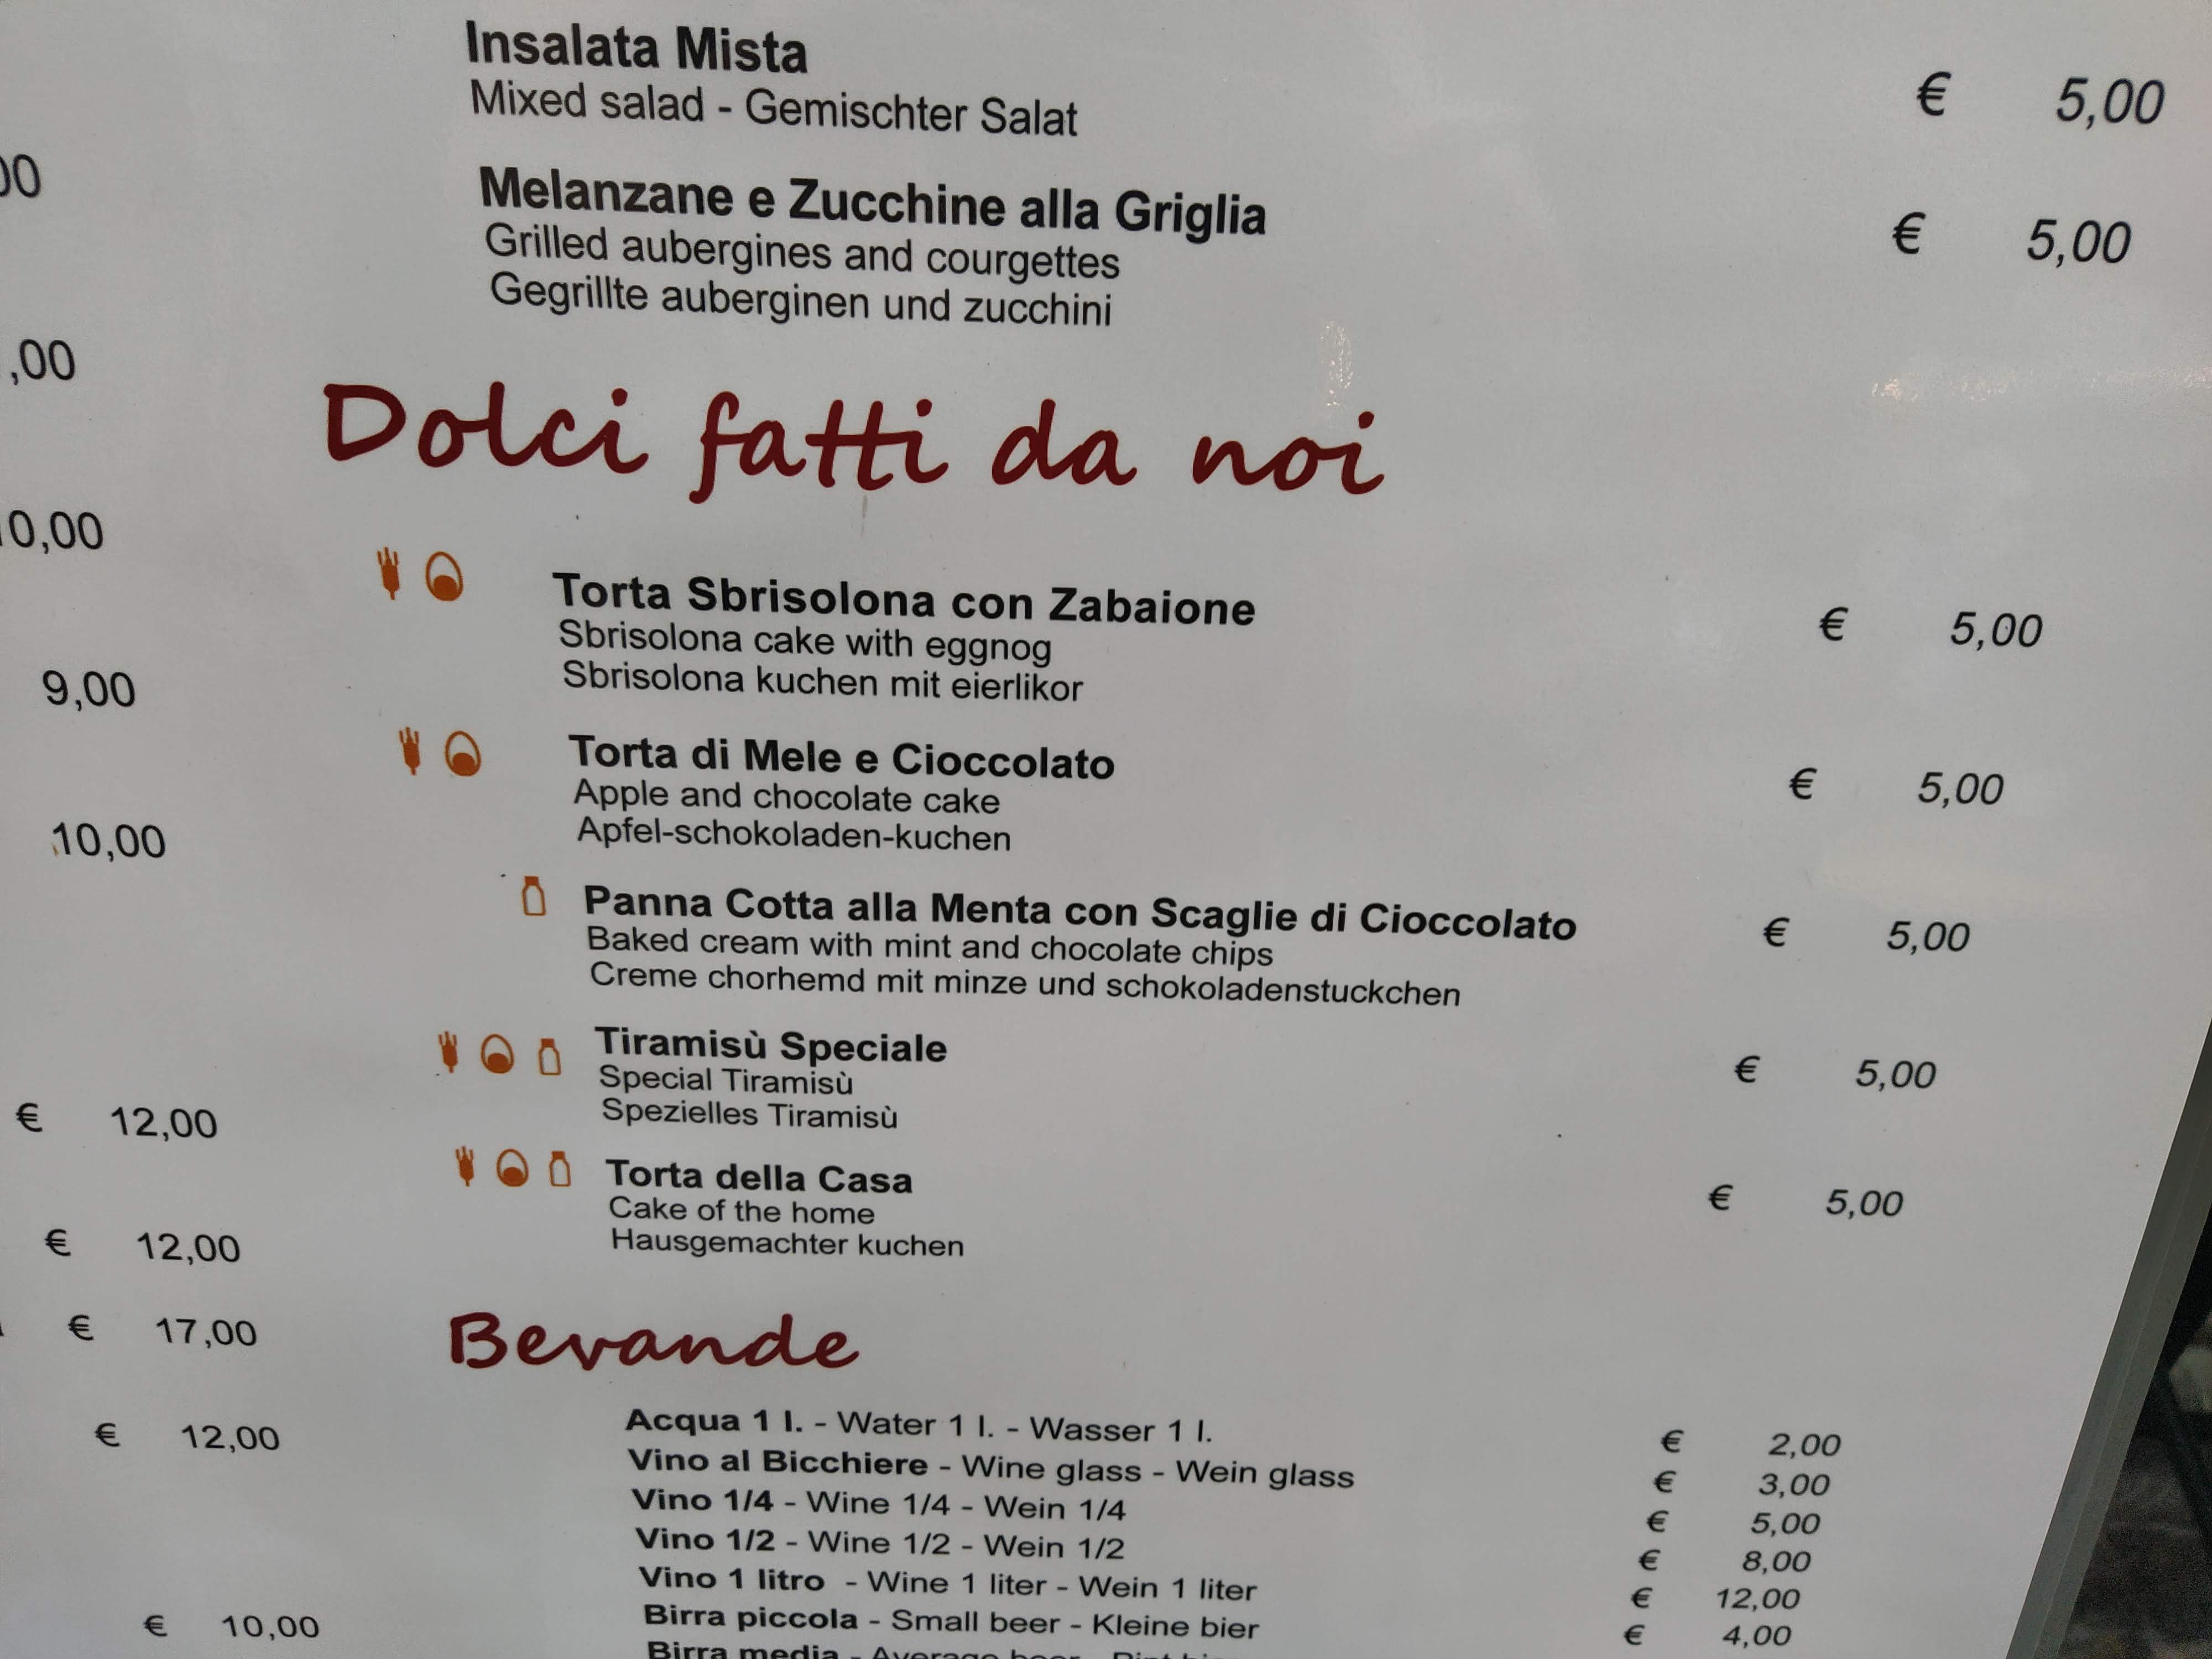 Insalata Mista € 5,00
Mixed salad - Gemischter Salat
Melanzane e Zucchine alla Griglia € 5,00
Grilled aubergines and courgettes
Gegrillte auberginen und zucchini
Dolci fatti da noi
Torta Sbrisolona con Zabaione € 5,00
Sbrisolona cake with eggnog
Sbrisolona kuchen mit eierlikor
Torta di Mele e Cioccolato € 5,00
Apple and chocolate cake
Apfel-schokoladen-kuchen
Panna Cotta alla Menta con Scaglie di Cioccolato € 5,00
Baked cream with mint and chocolate chips
Creme chorhemd mit minze und schokoladenstuckchen
Tiramisù Speciale € 5,00
Special Tiramisù
Spezielles Tiramisù
Torta della Casa € 5,00
Cake of the home
Hausgemachter kuchen
Bevande
Acqua 1 l. - Water 1 l. - Wasser 1 l. € 2,00
Vino al Bicchiere - Wine glass - Wein glass € 3,00
Vino 1/4 - Wine 1/4 - Wein 1/4 € 5,00
Vino 1/2 - Wine 1/2 - Wein 1/2 € 8,00
Vino 1 litro - Wine 1 liter - Wein 1 liter € 12,00
Birra piccola - Small beer - Kleine bier € 4,00
Birra media - Average beer
,00
9,00
10,00
€ 12,00
€ 12,00
€ 17,00
€ 12,00
€ 10,00